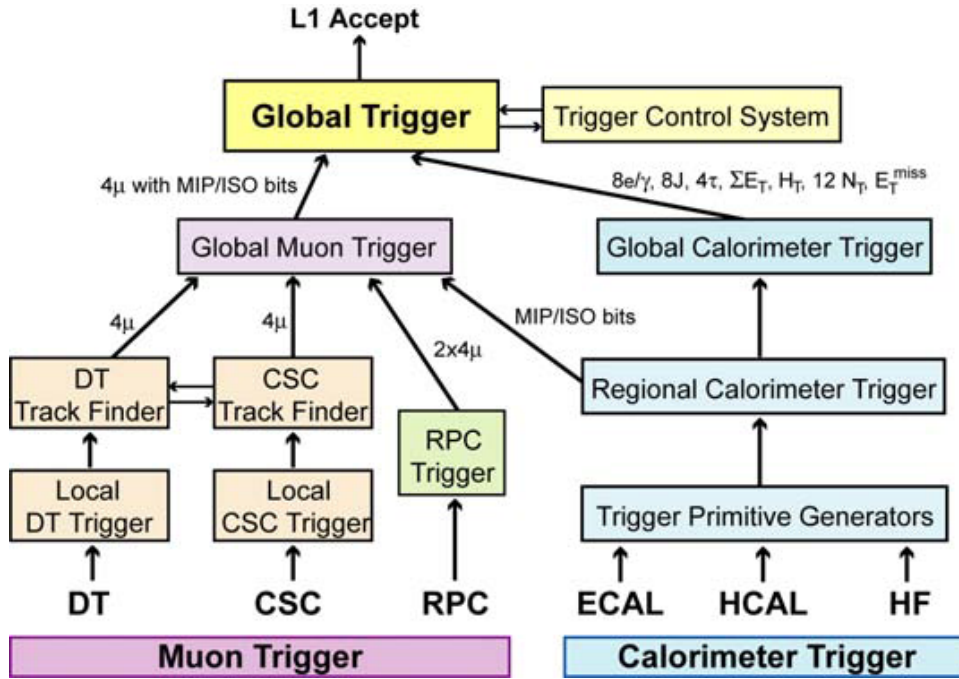 L1 Accept
Global Trigger
Trigger Control System
4μ with MIP/ISO bits
8e/γ, 8J, 4τ, ΣE_T, H_T, 12 N_T, E_T^miss
Global Muon Trigger
Global Calorimeter Trigger
4μ
4μ
2x4μ
MIP/ISO bits
DT
Track Finder
CSC
Track Finder
Regional Calorimeter Trigger
RPC
Trigger
Local
DT Trigger
Local
CSC Trigger
Trigger Primitive Generators
DT
CSC
RPC
ECAL
HCAL
HF
Muon Trigger
Calorimeter Trigger